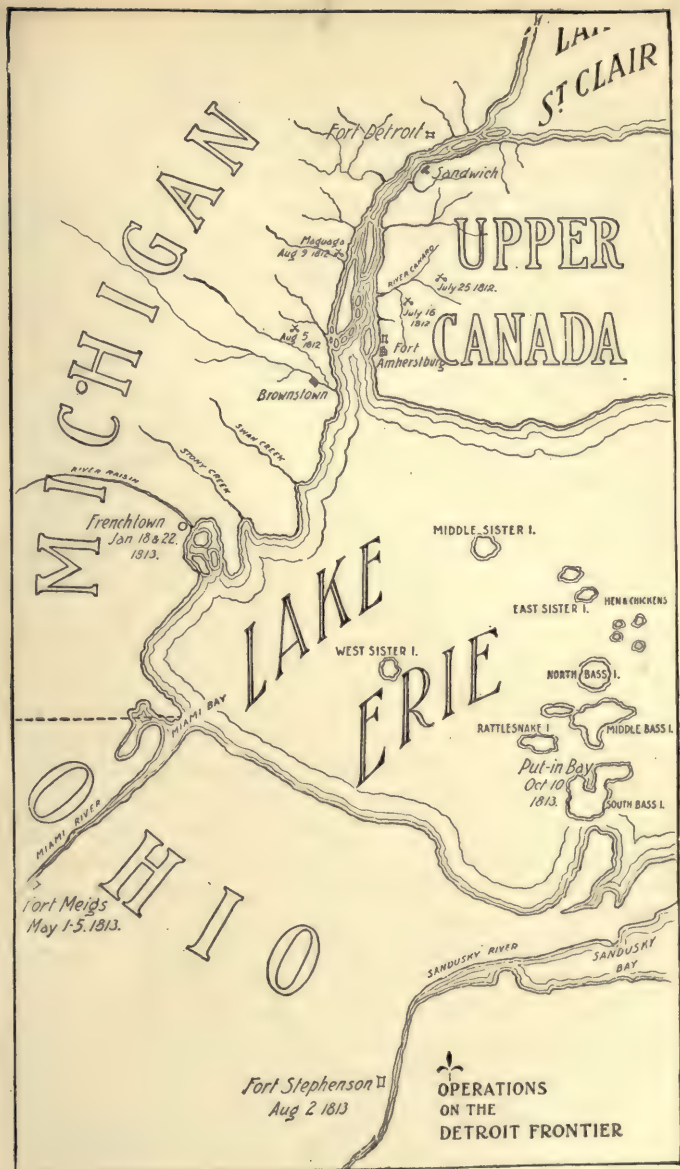 ST CLAIR
Fort Detroit
Sandwich
MICHIGAN
UPPER
CANADA
Maguaga
Aug 9 1812
RIVER CANARD
July 25 1812.
July 16
1812
Aug 5
1812
Fort
Amherstburg
Brownstown
SWAN CREEK
STONY CREEK
RIVER RAISIN
Frenchtown
Jan 18 & 22.
1813.
MIDDLE SISTER I.
EAST SISTER I.
HEN & CHICKENS
LAKE
ERIE
WEST SISTER I.
NORTH BASS I.
RATTLESNAKE I
MIDDLE BASS I.
MIAMI BAY
Put-in Bay
Oct 10
1813.
SOUTH BASS I.
OHIO
MIAMI RIVER
Fort Meigs
May 1-5. 1813.
SANDUSKY RIVER
SANDUSKY
BAY
Fort Stephenson
Aug 2 1813
OPERATIONS
ON THE
DETROIT FRONTIER